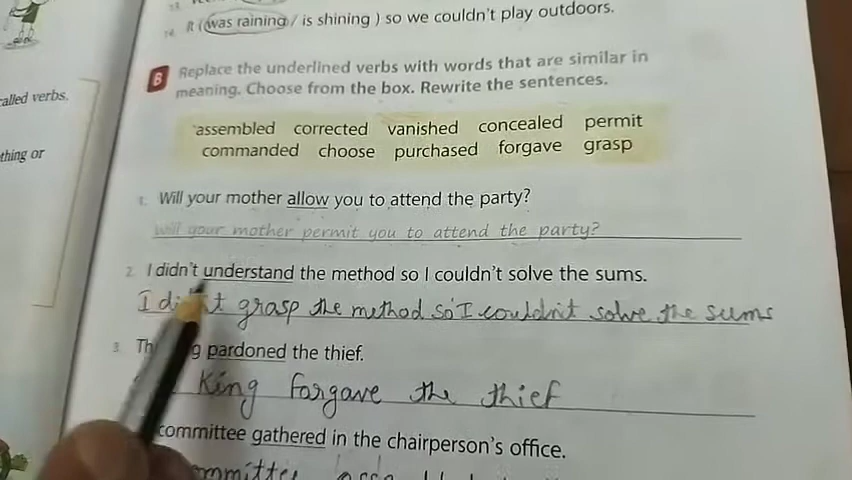 called verbs.
thing or
14. It (was raining / is shining ) so we couldn't play outdoors.
B Replace the underlined verbs with words that are similar in
meaning. Choose from the box. Rewrite the sentences.
assembled corrected vanished concealed permit
commanded choose purchased forgave grasp
1. Will your mother allow you to attend the party?
Will your mother permit you to attend the party?
2. I didn't understand the method so I couldn't solve the sums.
I grasp the method so I couldn't solve the sums
3. pardoned the thief.
King forgave the thief
committee gathered in the chairperson's office.